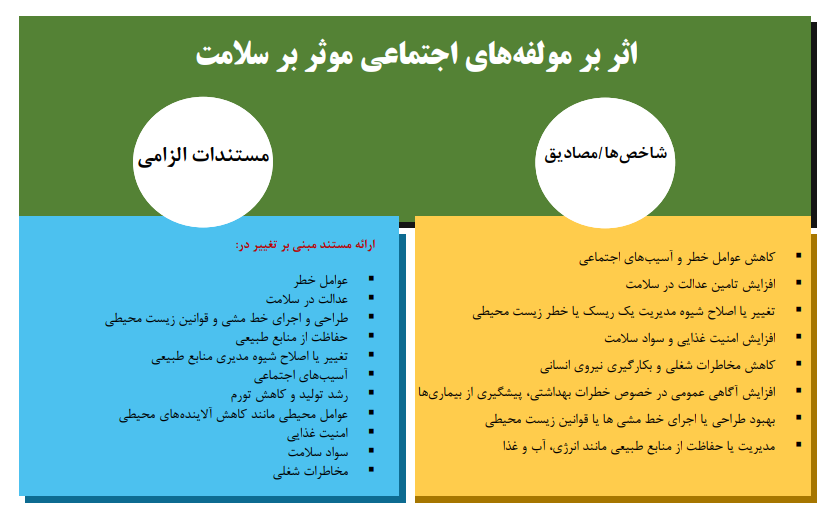 اثر بر مولفه‌های اجتماعی موثر بر سلامت
شاخص‌ها/مصادیق
کاهش عوامل خطر و آسیب‌های اجتماعی
افزایش تامین عدالت در سلامت
تغییر یا اصلاح شیوه مدیریت یک ریسک یا خطر زیست محیطی
افزایش امنیت غذایی و سواد سلامت
کاهش مخاطرات شغلی و بکارگیری نیروی انسانی
افزایش آگاهی عمومی در خصوص خطرات بهداشتی، پیشگیری از بیماری‌ها
بهبود طراحی یا اجرای خط مشی ها یا قوانین زیست محیطی
مدیریت یا حفاظت از منابع طبیعی مانند انرژی، آب و غذا
مستندات الزامی
ارائه مستند مبنی بر تغییر در:
عوامل خطر
عدالت در سلامت
طراحی و اجرای خط مشی و قوانین زیست محیطی
حفاظت از منابع طبیعی
تغییر یا اصلاح شیوه مدیری منابع طبیعی
آسیب‌های اجتماعی
رشد تولید و کاهش تورم
عوامل محیطی مانند کاهش آلاینده‌های محیطی
امنیت غذایی
سواد سلامت
مخاطرات شغلی